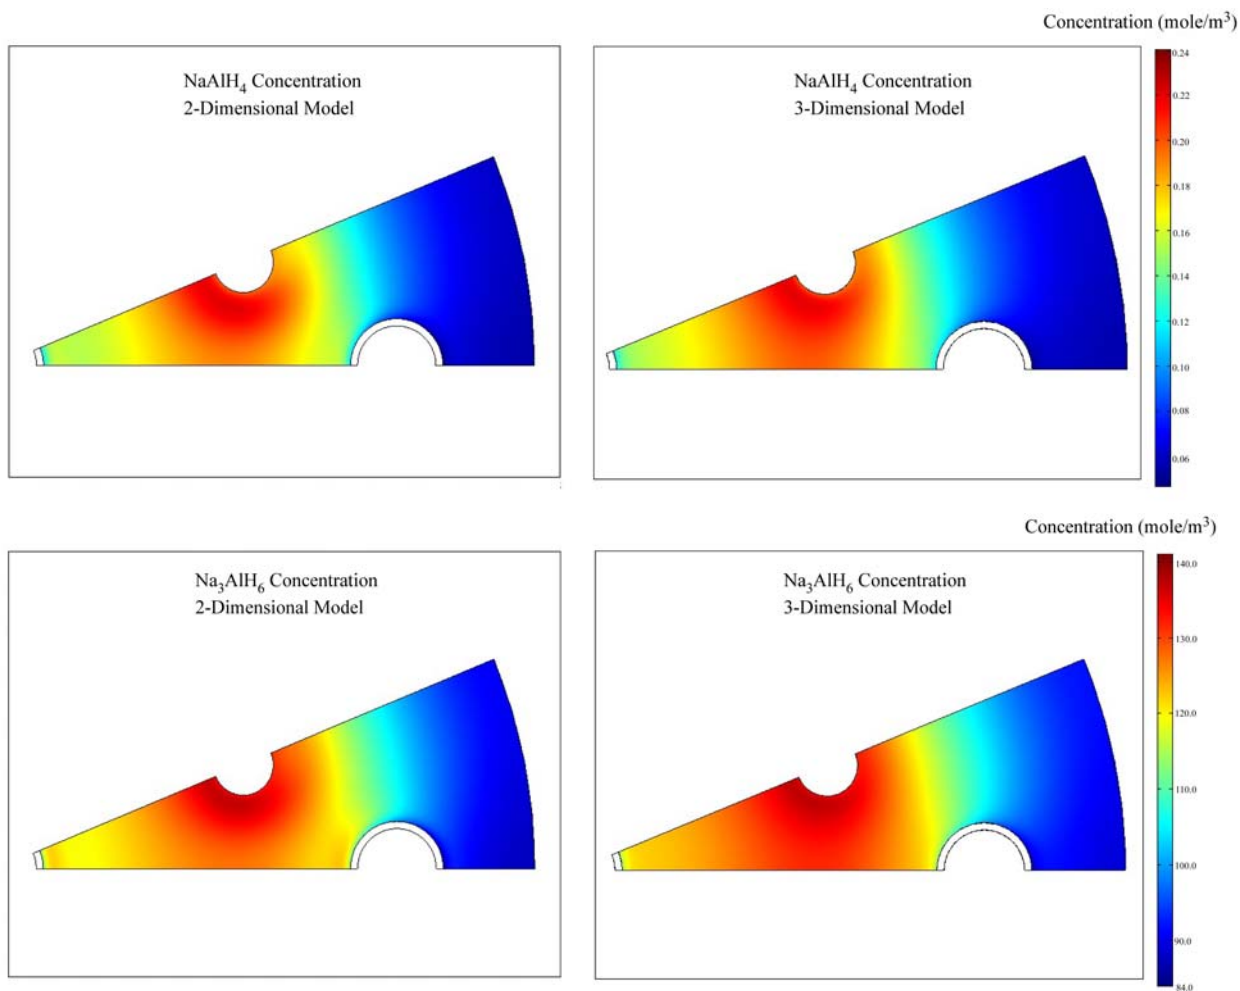 Concentration (mole/m³)
NaAlH₄ Concentration
2-Dimensional Model
NaAlH₄ Concentration
3-Dimensional Model
0.24
0.22
0.20
0.18
0.16
0.14
0.12
0.10
0.08
0.06
Concentration (mole/m³)
Na₃AlH₆ Concentration
2-Dimensional Model
Na₃AlH₆ Concentration
3-Dimensional Model
140.0
130.0
120.0
110.0
100.0
90.0
84.0